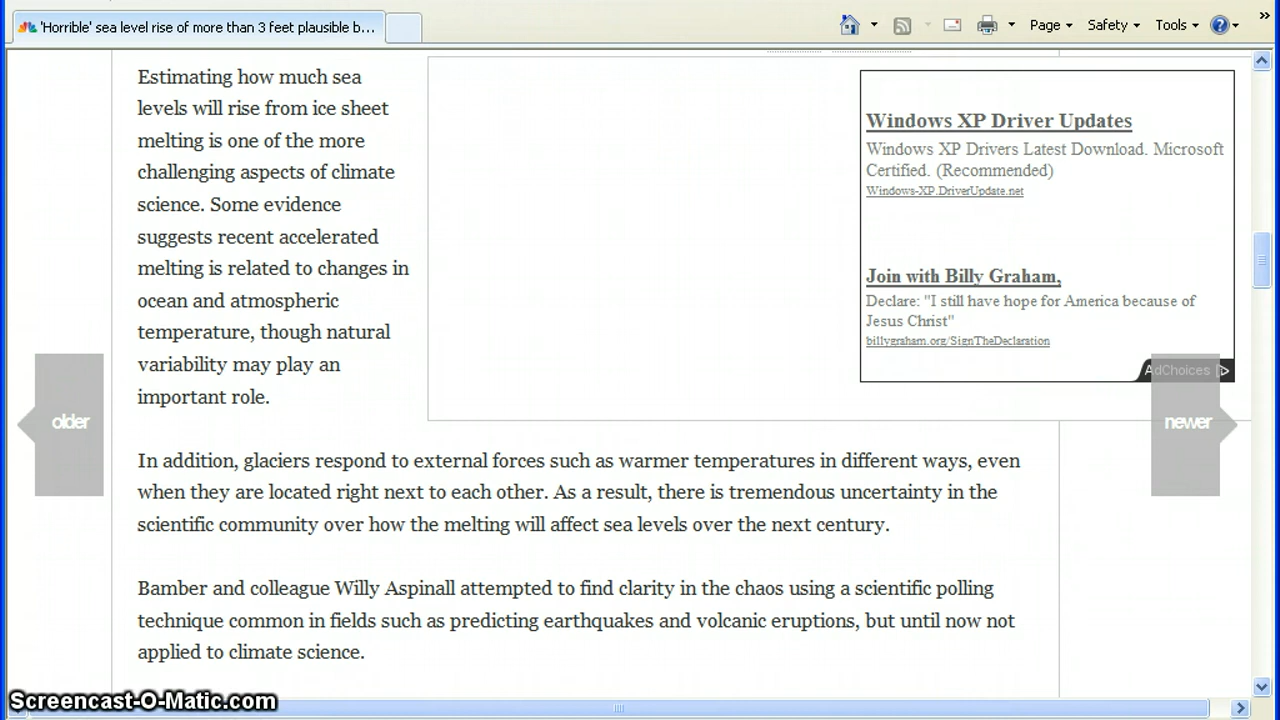 'Horrible' sea level rise of more than 3 feet plausible b...
Page
Safety
Tools
Estimating how much sea
levels will rise from ice sheet
melting is one of the more
challenging aspects of climate
science. Some evidence
suggests recent accelerated
melting is related to changes in
ocean and atmospheric
temperature, though natural
variability may play an
important role.
Windows XP Driver Updates
Windows XP Drivers Latest Download. Microsoft
Certified. (Recommended)
Windows-XP.DriverUpdate.net
Join with Billy Graham,
Declare: "I still have hope for America because of
Jesus Christ"
billygraham.org/SignTheDeclaration
AdChoices
older
newer
In addition, glaciers respond to external forces such as warmer temperatures in different ways, even
when they are located right next to each other. As a result, there is tremendous uncertainty in the
scientific community over how the melting will affect sea levels over the next century.
Bamber and colleague Willy Aspinall attempted to find clarity in the chaos using a scientific polling
technique common in fields such as predicting earthquakes and volcanic eruptions, but until now not
applied to climate science.
Screencast-O-Matic.com